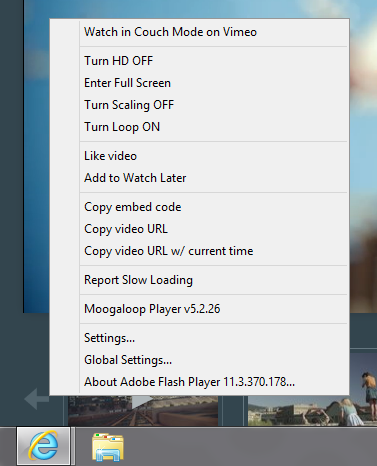 Watch in Couch Mode on Vimeo
Turn HD OFF
Enter Full Screen
Turn Scaling OFF
Turn Loop ON
Like video
Add to Watch Later
Copy embed code
Copy video URL
Copy video URL w/ current time
Report Slow Loading
Moogaloop Player v5.2.26
Settings...
Global Settings...
About Adobe Flash Player 11.3.370.178...